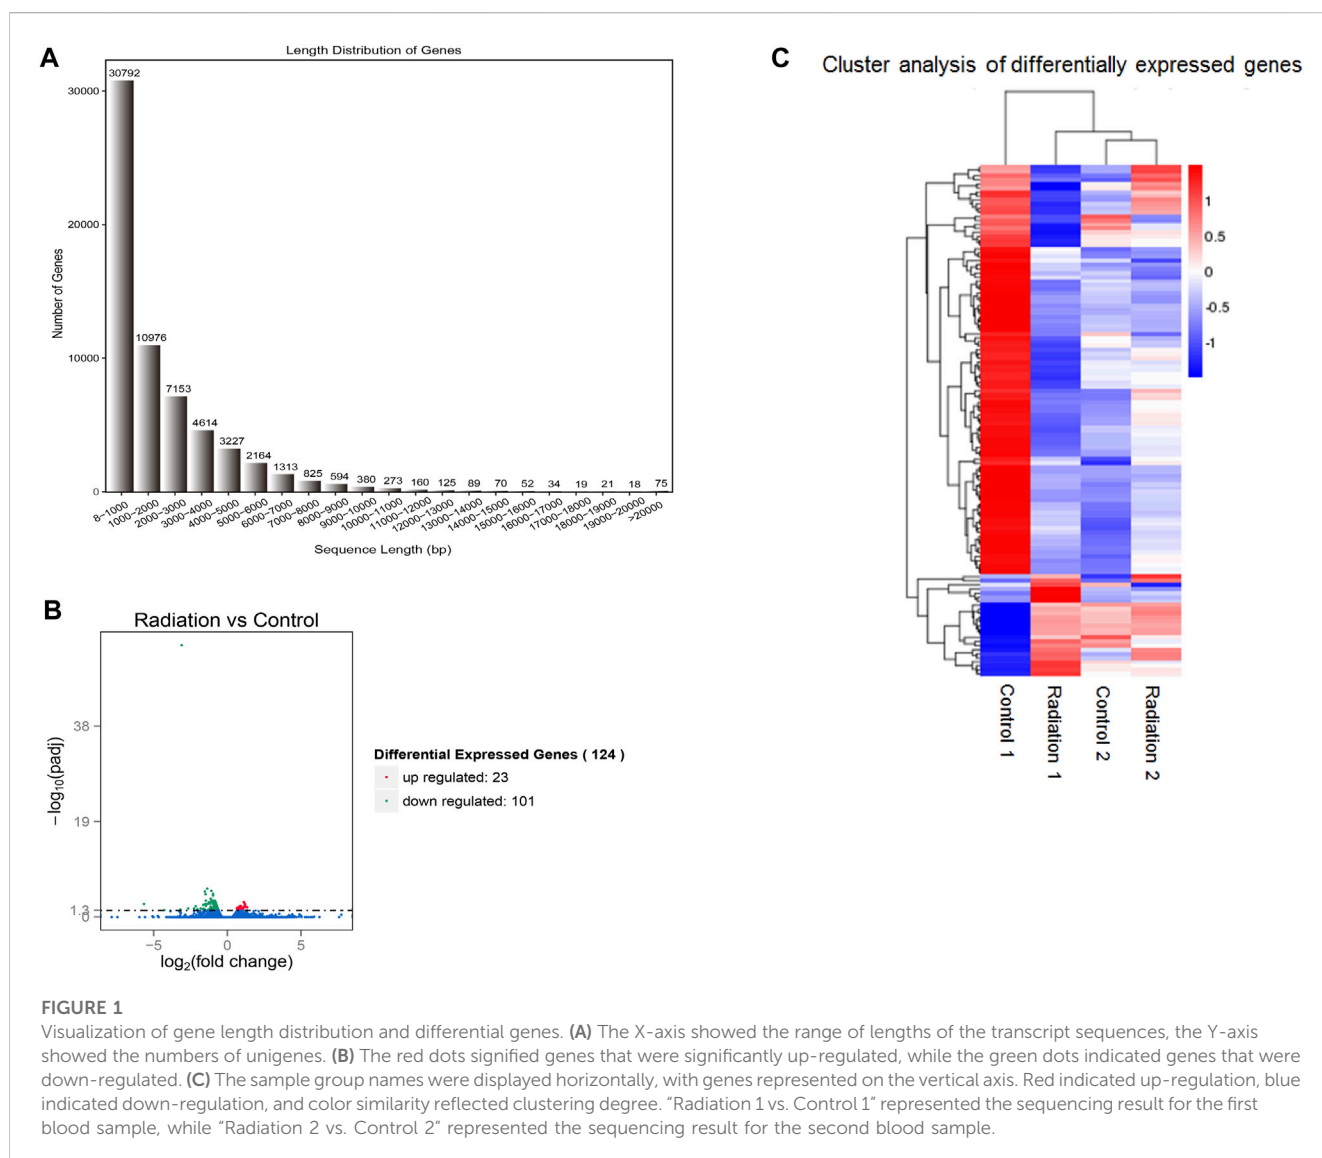 A
Length Distribution of Genes
30792
10976
7153
4614
3227
2164
1313
825
594
380
273
160
125
89
70
52
34
19
21
18
75
30000
20000
10000
0
Number of Genes
8~1000
1000~2000
2000~3000
3000~4000
4000~5000
5000~6000
6000~7000
7000~8000
8000~9000
9000~10000
10000~11000
11000~12000
12000~13000
13000~14000
14000~15000
15000~16000
16000~17000
17000~18000
18000~19000
19000~20000
>20000
Sequence Length (bp)
B
Radiation vs Control
38
19
1.3
0
−log10(padj)
−5
0
5
log2(fold change)
Differential Expressed Genes ( 124 )
up regulated: 23
down regulated: 101
C
Cluster analysis of differentially expressed genes
1
0.5
0
-0.5
-1
Control 1
Radiation 1
Control 2
Radiation 2
FIGURE 1
Visualization of gene length distribution and differential genes. (A) The X-axis showed the range of lengths of the transcript sequences, the Y-axis
showed the numbers of unigenes. (B) The red dots signified genes that were significantly up-regulated, while the green dots indicated genes that were
down-regulated. (C) The sample group names were displayed horizontally, with genes represented on the vertical axis. Red indicated up-regulation, blue
indicated down-regulation, and color similarity reflected clustering degree. “Radiation 1 vs. Control 1” represented the sequencing result for the first
blood sample, while “Radiation 2 vs. Control 2” represented the sequencing result for the second blood sample.